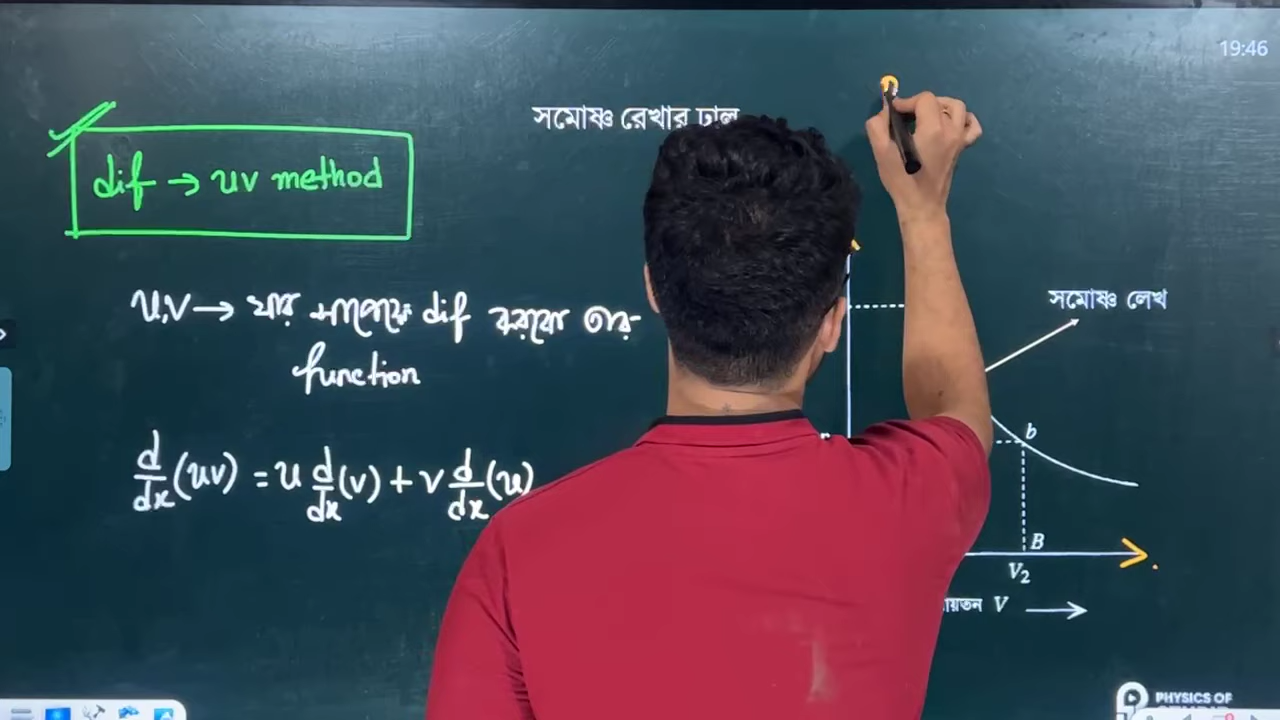 19:46
সমোষ্ণ রেখার ঢাল
dif → uv method
u,v → যার সাপেক্ষে dif করবো তার
function
d/dx (uv) = u d/dx (v) + v d/dx (u)
সমোষ্ণ লেখ
b
B
V₂
V
PHYSICS OF